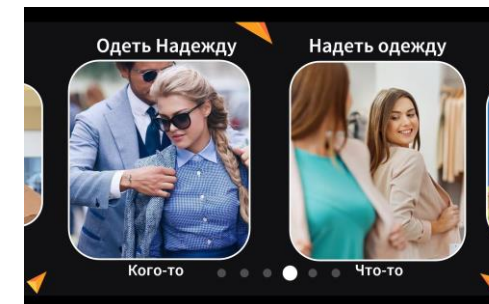 Одеть Надежду
Надеть одежду
Кого-то
Что-то